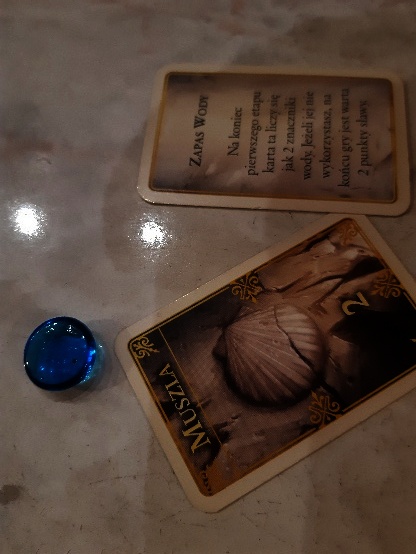 Zapas Wody
Na koniec
pierwszego etapu
karta ta liczy się
jak 2 znaczniki
wody. Jeżeli jej nie
wykorzystasz, na
końcu gry jest warta
2 punkty sławy
Muszla
2